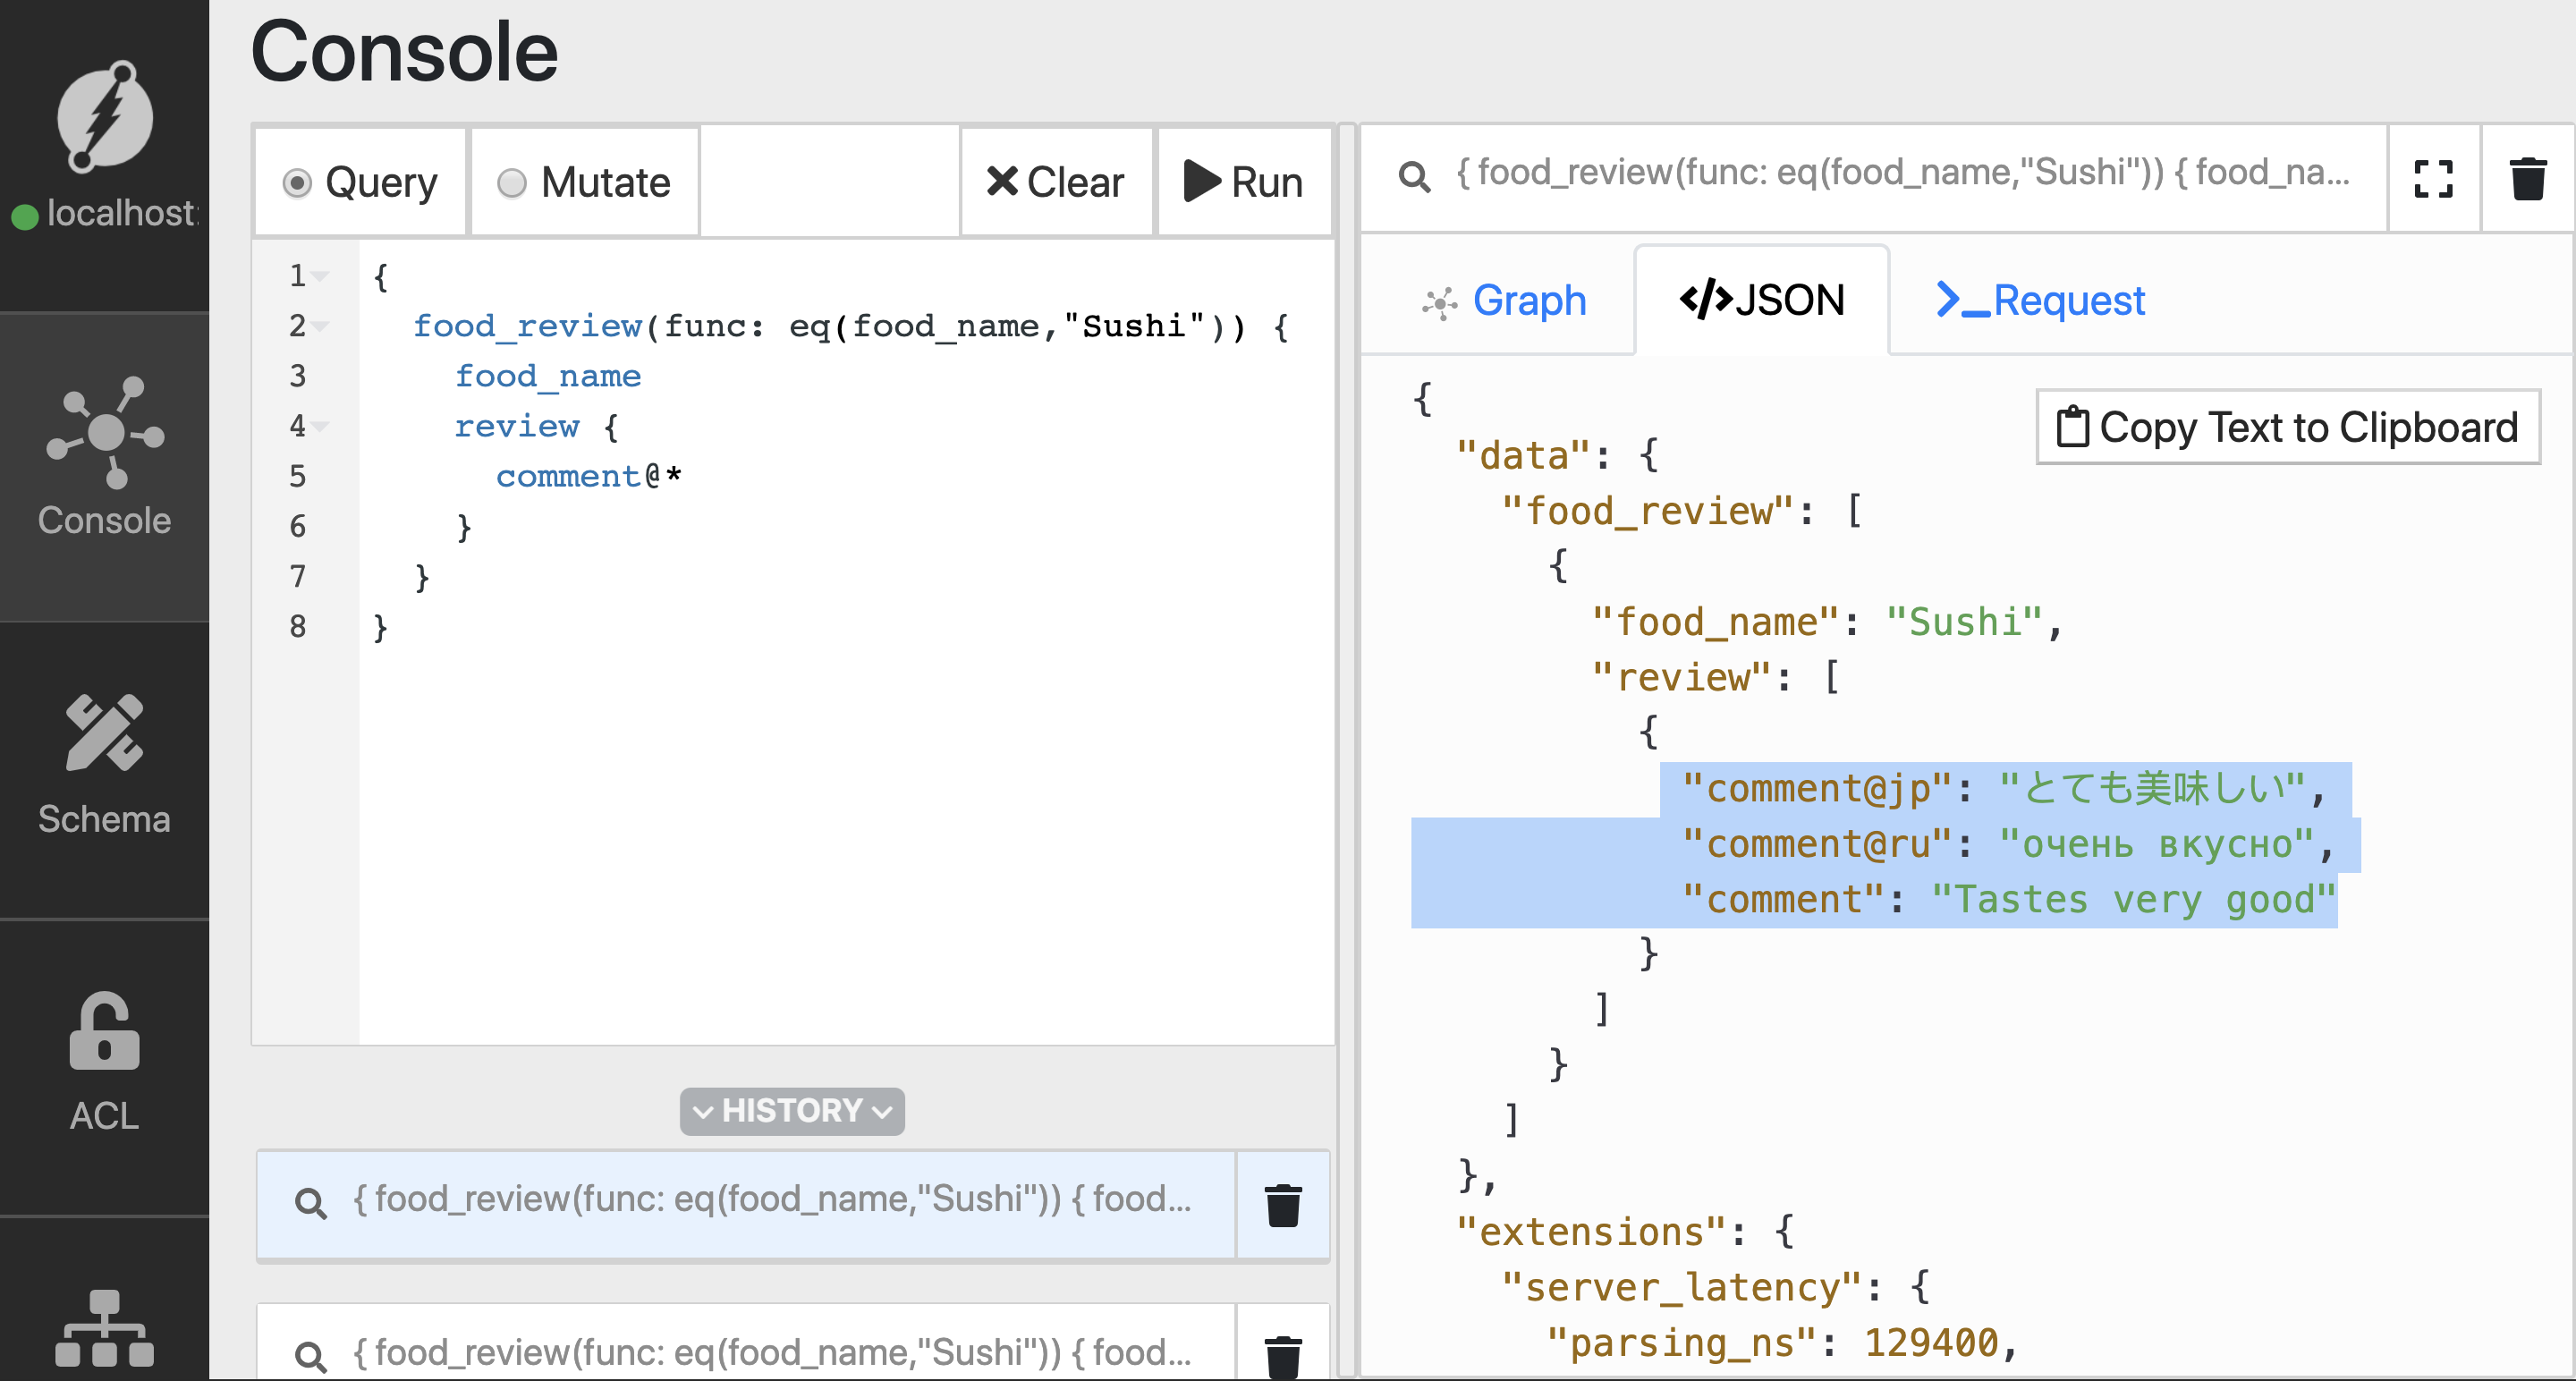 Console
localhost:
Console
Schema
ACL
Query
Mutate
Clear
Run
1 {
2 food_review(func: eq(food_name,"Sushi")) {
3 food_name
4 review {
5 comment@*
6 }
7 }
8 }
HISTORY
{ food_review(func: eq(food_name,"Sushi")) { food...
{ food_review(func: eq(food_name,"Sushi")) { food...
{ food_review(func: eq(food_name,"Sushi")) { food_na...
Graph
</>JSON
>_Request
Copy Text to Clipboard
{
"data": {
"food_review": [
{
"food_name": "Sushi",
"review": [
{
"comment@jp": "とても美味しい",
"comment@ru": "очень вкусно",
"comment": "Tastes very good"
}
]
}
]
},
"extensions": {
"server_latency": {
"parsing_ns": 129400,